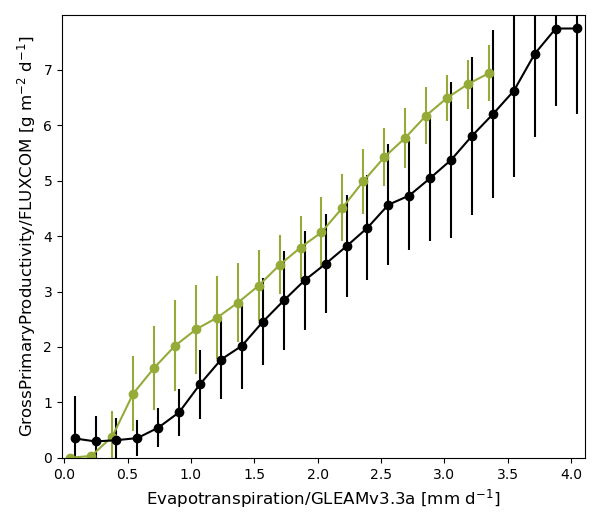 GrossPrimaryProductivity/FLUXCOM [g m⁻² d⁻¹]
7
6
5
4
3
2
1
0
0.0 0.5 1.0 1.5 2.0 2.5 3.0 3.5 4.0
Evapotranspiration/GLEAMv3.3a [mm d⁻¹]